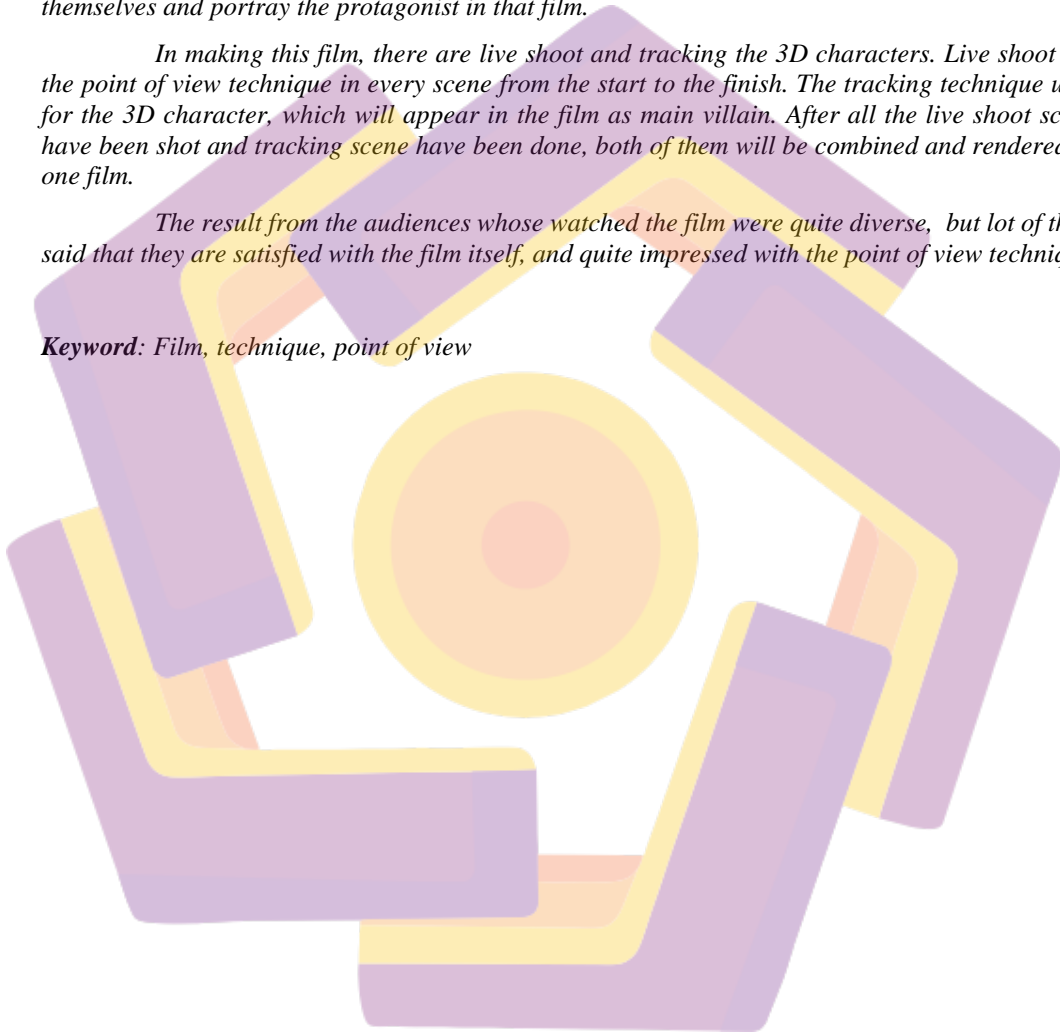 themselves and portray the protagonist in that film.
In making this film, there are live shoot and tracking the 3D characters. Live shoot
the point of view technique in every scene from the start to the finish. The tracking technique
for the 3D character, which will appear in the film as main villain. After all the live shoot
have been shot and tracking scene have been done, both of them will be combined and rendered
one film.
The result from the audiences whose watched the film were quite diverse, but lot of
said that they are satisfied with the film itself, and quite impressed with the point of view
Keyword: Film, technique, point of view